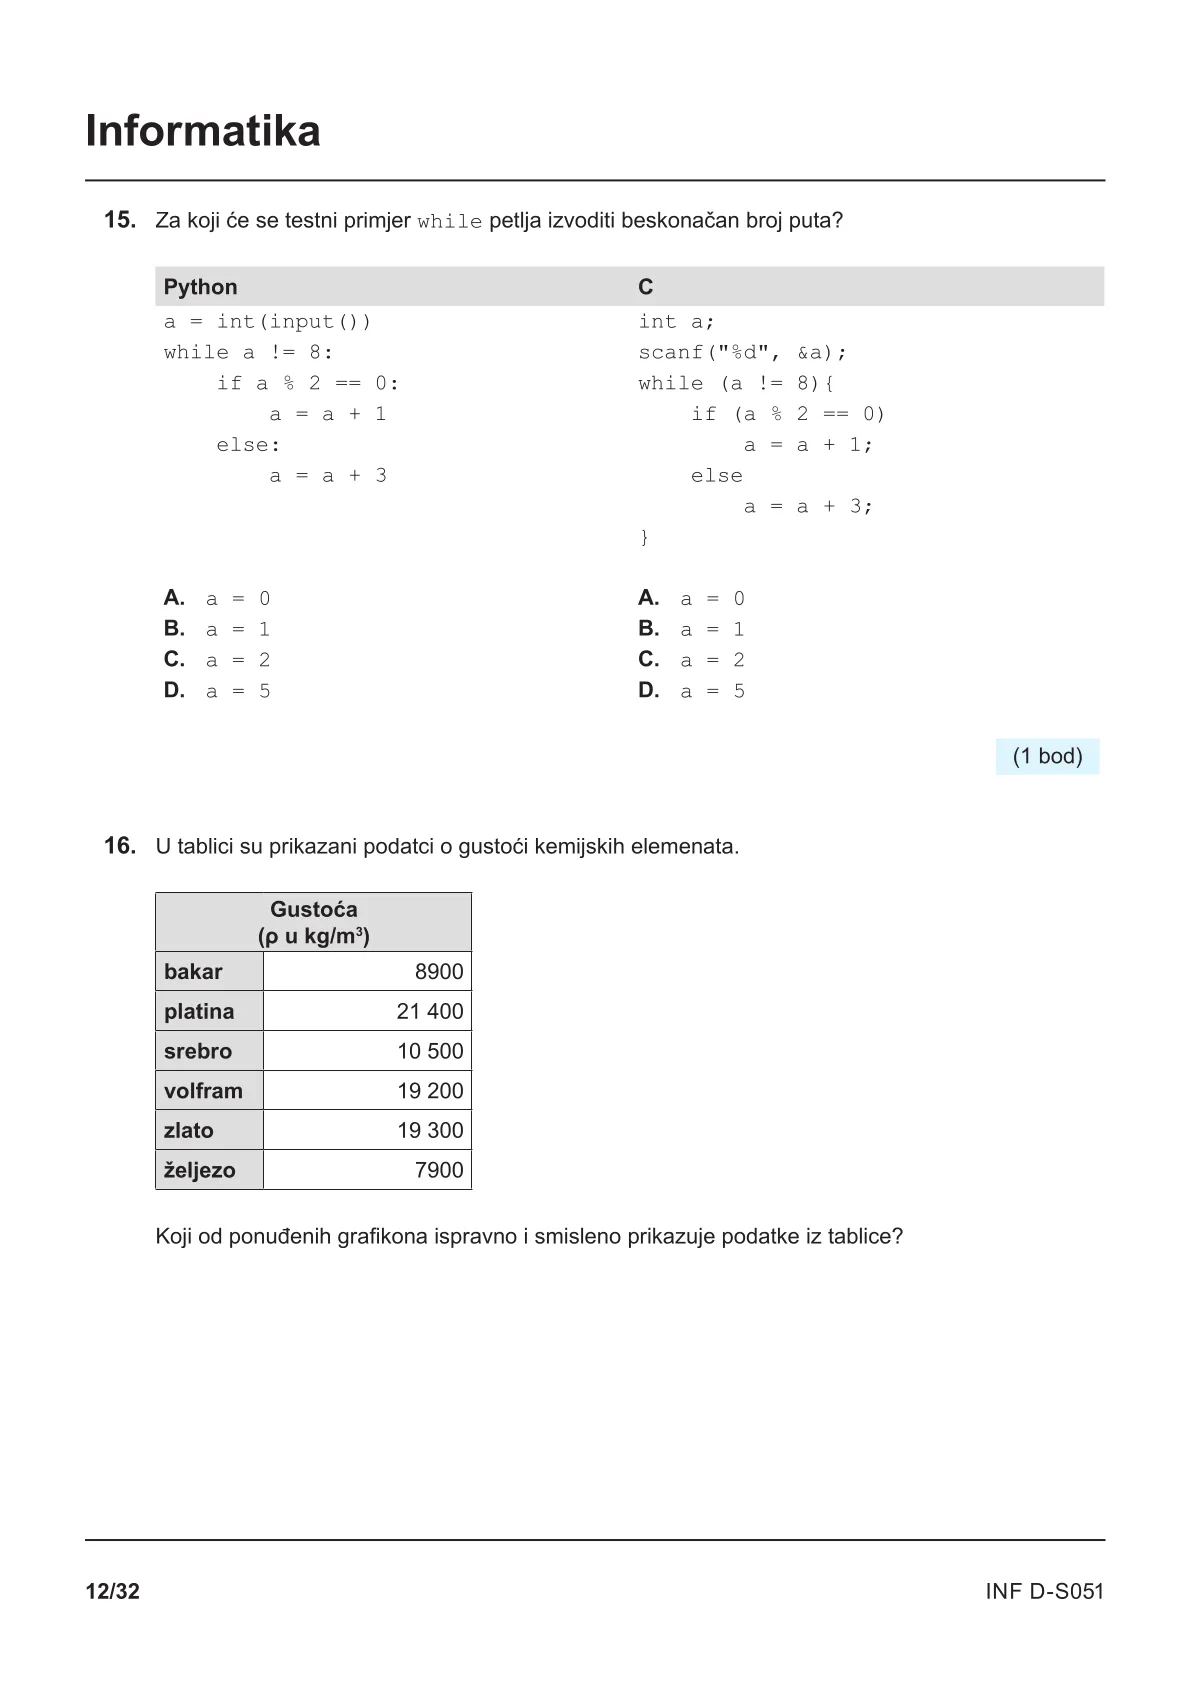 Informatika
15. Za koji će se testni primjer while petlja izvoditi beskonačan broj puta?
Python C
a = int(input()) int a;
while a != 8: scanf("%d", &a);
if a % 2 == 0: while (a != 8){
a = a + 1 if (a % 2 == 0)
else: a = a + 1;
a = a + 3 else
a = a + 3;
}
A. a = 0 A. a = 0
B. a = 1 B. a = 1
C. a = 2 C. a = 2
D. a = 5 D. a = 5
(1 bod)
16. U tablici su prikazani podatci o gustoći kemijskih elemenata.
Gustoća
(ρ u kg/m³)
bakar 8900
platina 21 400
srebro 10 500
volfram 19 200
zlato 19 300
željezo 7900
Koji od ponuđenih grafikona ispravno i smisleno prikazuje podatke iz tablice?
12/32 INF D-S051